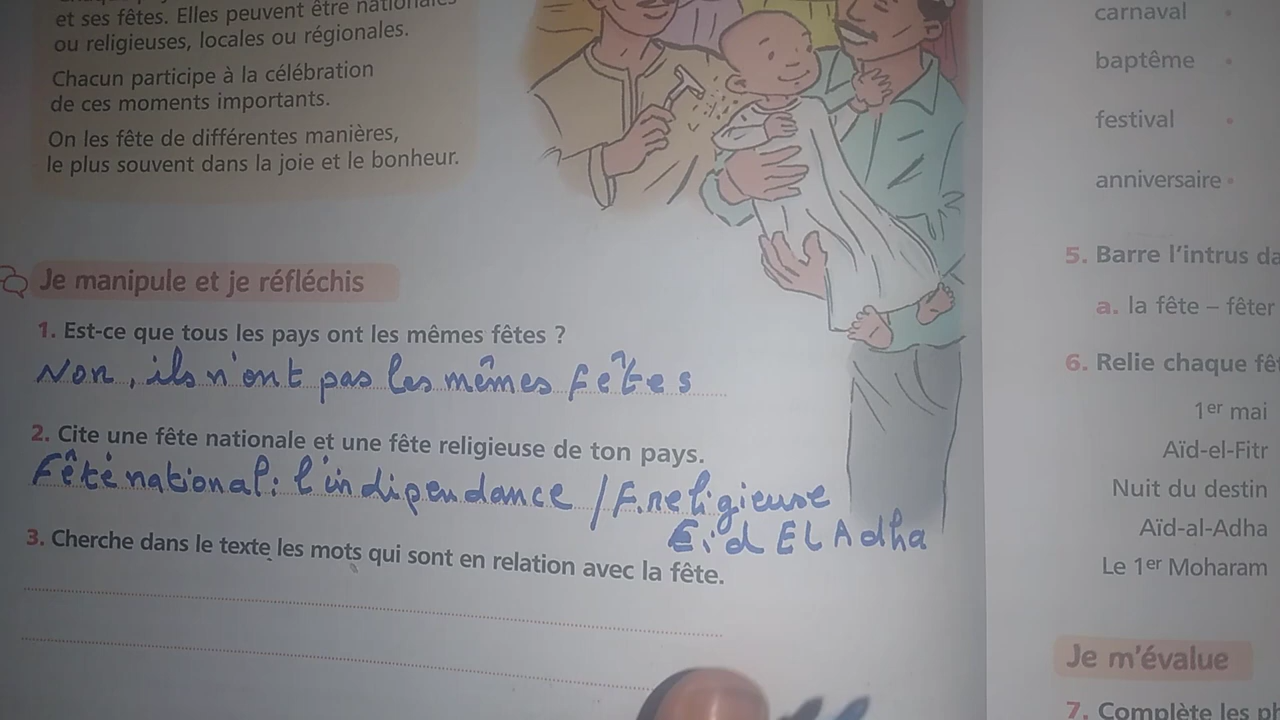 et ses fêtes. Elles peuvent être nationales
ou religieuses, locales ou régionales.
Chacun participe à la célébration
de ces moments importants.
On les fête de différentes manières,
le plus souvent dans la joie et le bonheur.
Je manipule et je réfléchis
1. Est-ce que tous les pays ont les mêmes fêtes ?
Non, ils n'ont pas les mêmes fêtes
2. Cite une fête nationale et une fête religieuse de ton pays.
Fêté national: l'indipendance / F. religieuse
Eid El Adha
3. Cherche dans le texte les mots qui sont en relation avec la fête.
carnaval
baptême
festival
anniversaire
5. Barre l'intrus da
a. la fête – fêter
6. Relie chaque fê
1er mai
Aïd-el-Fitr
Nuit du destin
Aïd-al-Adha
Le 1er Moharam
Je m'évalue
7. Complète les ph